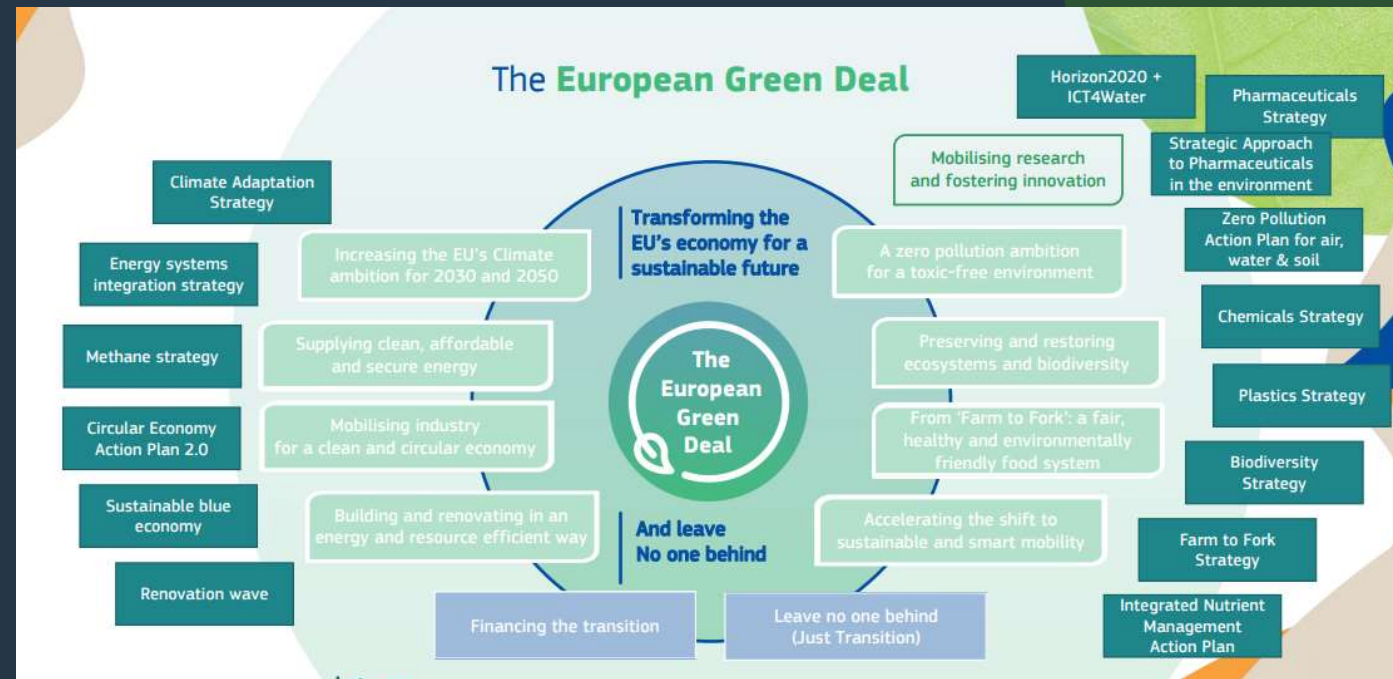 The European Green Deal
Horizon2020 +
ICT4Water
Pharmaceuticals
Strategy
Mobilising research
and fostering innovation
Strategic Approach
to Pharmaceuticals
in the environment
Climate Adaptation
Strategy
Transforming the
EU's economy for a
sustainable future
Zero Pollution
Action Plan for air,
water & soil
Increasing the EU's Climate
ambition for 2030 and 2050
A zero pollution ambition
for a toxic-free environment
Energy systems
integration strategy
Chemicals Strategy
Methane strategy
Supplying clean, affordable
and secure energy
The
European
Green
Deal
Preserving and restoring
ecosystems and biodiversity
Plastics Strategy
Circular Economy
Action Plan 2.0
Mobilising industry
for a clean and circular economy
From 'Farm to Fork': a fair,
healthy and environmentally
friendly food system
Biodiversity
Strategy
Sustainable blue
economy
Building and renovating in an
energy and resource efficient way
And leave
No one behind
Accelerating the shift to
sustainable and smart mobility
Farm to Fork
Strategy
Renovation wave
Financing the transition
Leave no one behind
(Just Transition)
Integrated Nutrient
Management
Action Plan